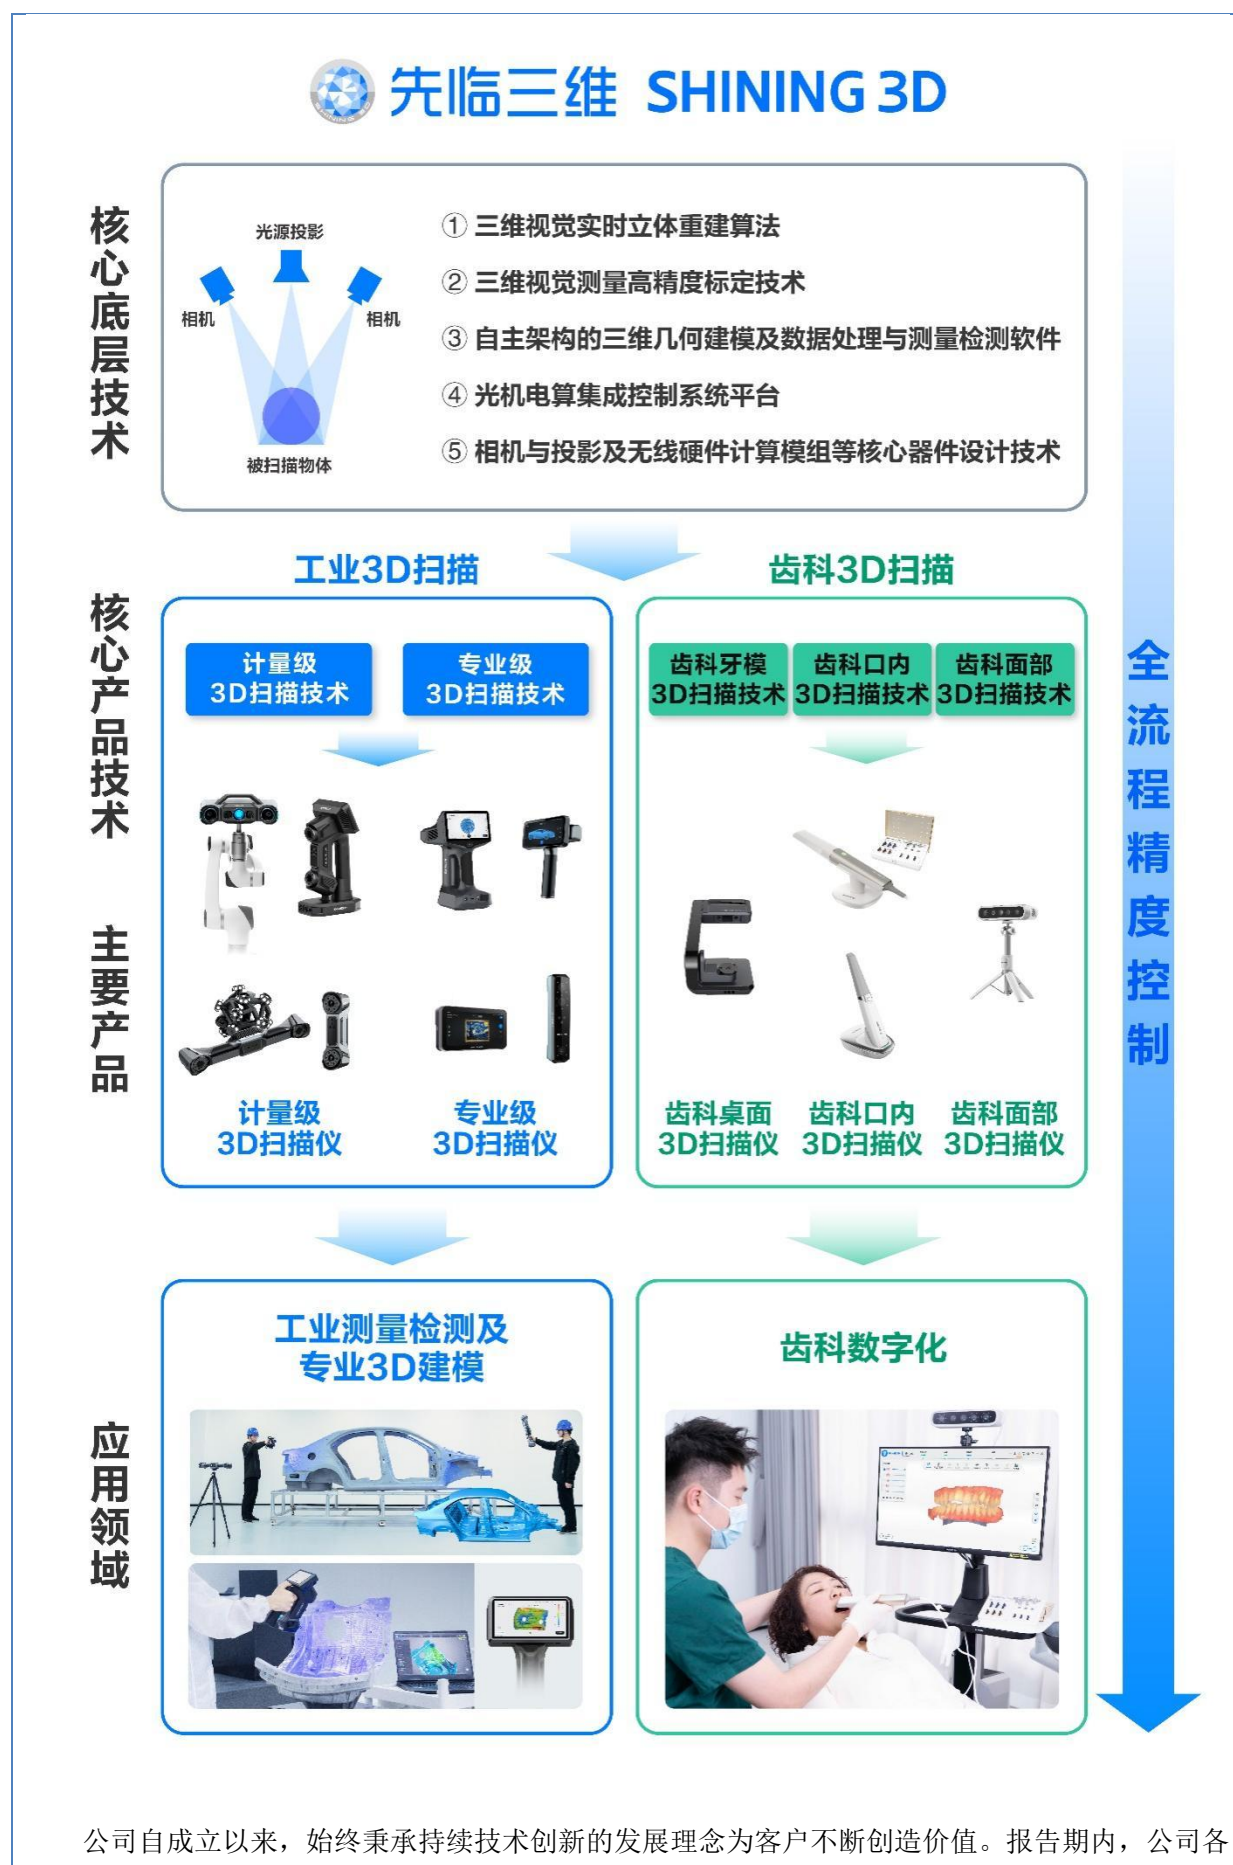 先临三维 SHINING 3D
核心底层技术
光源投影
相机
相机
被扫描物体
① 三维视觉实时立体重建算法
② 三维视觉测量高精度标定技术
③ 自主架构的三维几何建模及数据处理与测量检测软件
④ 光机电算集成控制系统平台
⑤ 相机与投影及无线硬件计算模组等核心器件设计技术
全流程精度控制
工业3D扫描
齿科3D扫描
核心产品技术
计量级
3D扫描技术
专业级
3D扫描技术
齿科牙模
3D扫描技术
齿科口内
3D扫描技术
齿科面部
3D扫描技术
主要产品
计量级
3D扫描仪
专业级
3D扫描仪
齿科桌面
3D扫描仪
齿科口内
3D扫描仪
齿科面部
3D扫描仪
应用领域
工业测量检测及
专业3D建模
齿科数字化
公司自成立以来，始终秉承持续技术创新的发展理念为客户不断创造价值。报告期内，公司各